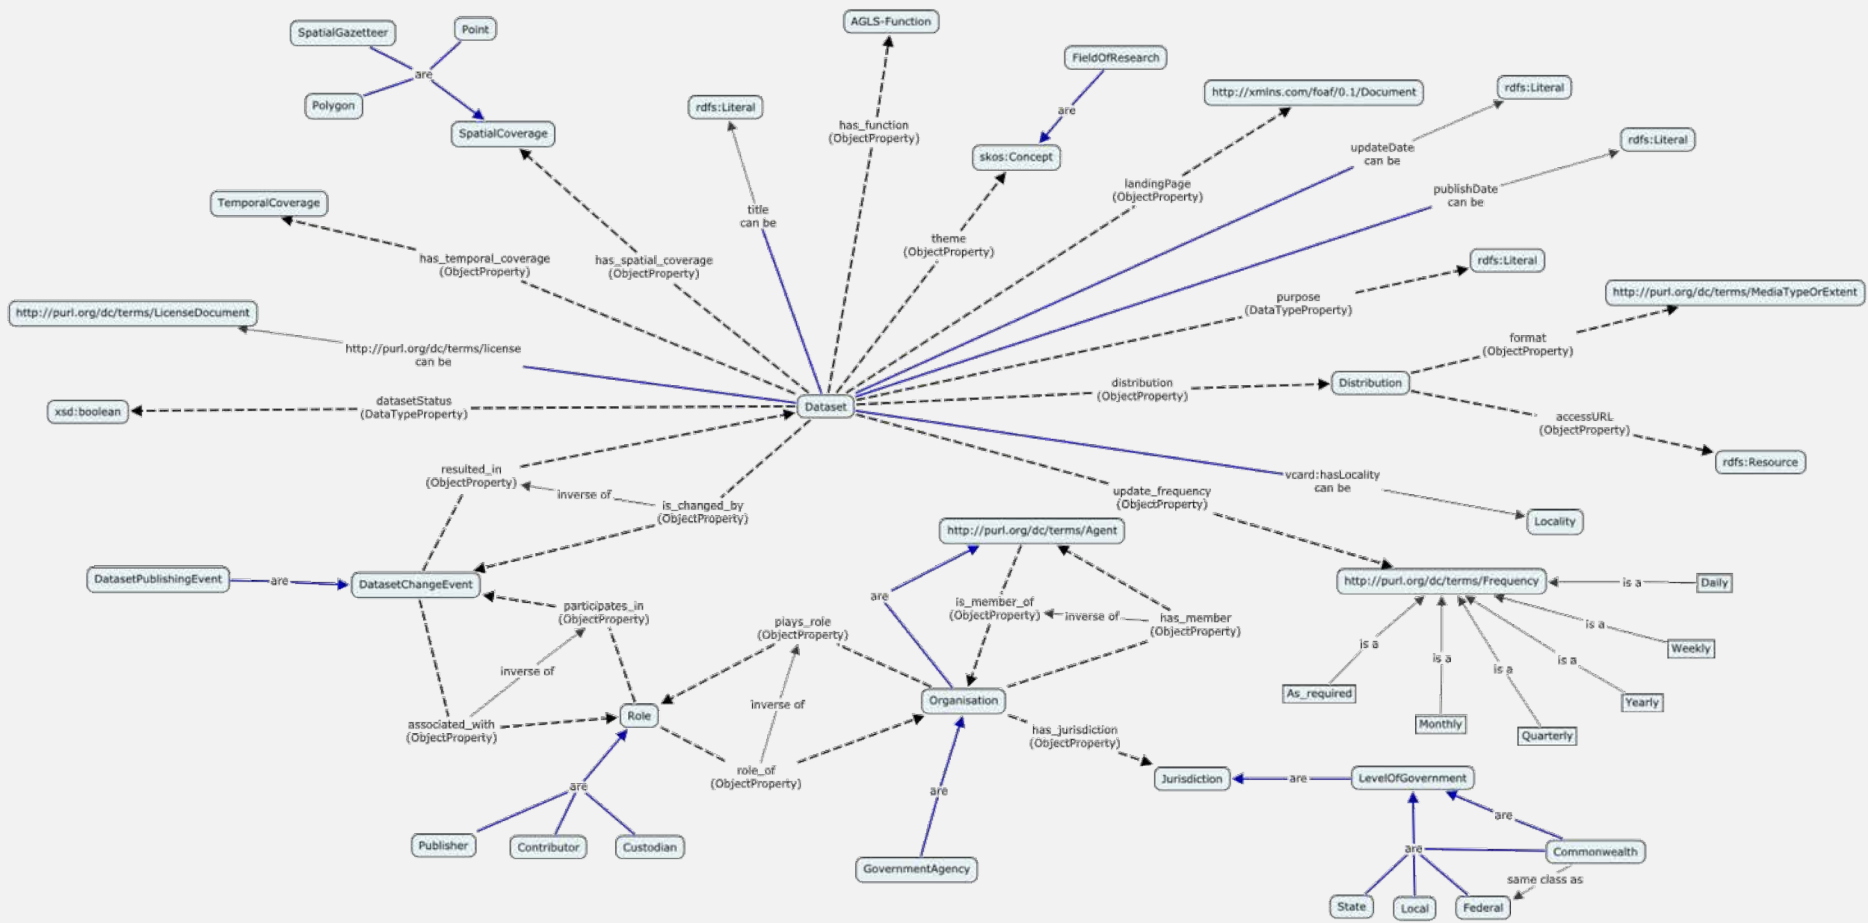 AGLS-Function
SpatialGazetteer
Point
FieldOfResearch
are
http://xmlns.com/foaf/0.1/Document
rdfs:Literal
Polygon
rdfs:Literal
are
SpatialCoverage
has_function
(ObjectProperty)
rdfs:Literal
skos:Concept
updateDate
can be
landingPage
(ObjectProperty)
publishDate
can be
TemporalCoverage
title
can be
theme
(ObjectProperty)
has_temporal_coverage
(ObjectProperty)
has_spatial_coverage
(ObjectProperty)
rdfs:Literal
http://purl.org/dc/terms/MediaTypeOrExtent
purpose
(DataTypeProperty)
http://purl.org/dc/terms/LicenseDocument
http://purl.org/dc/terms/license
can be
format
(ObjectProperty)
distribution
(ObjectProperty)
Distribution
xsd:boolean
datasetStatus
(DataTypeProperty)
Dataset
accessURL
(ObjectProperty)
rdfs:Resource
resulted_in
(ObjectProperty)
inverse of
is_changed_by
(ObjectProperty)
vcard:hasLocality
can be
update_frequency
(ObjectProperty)
Locality
http://purl.org/dc/terms/Agent
DatasetPublishingEvent
are
DatasetChangeEvent
http://purl.org/dc/terms/Frequency
is a
Daily
are
is_member_of
(ObjectProperty)
inverse of
has_member
(ObjectProperty)
participates_in
(ObjectProperty)
plays_role
(ObjectProperty)
is a
Weekly
is a
is a
is a
is a
inverse of
As_required
Monthly
Quarterly
Yearly
inverse of
Organisation
Role
associated_with
(ObjectProperty)
has_jurisdiction
(ObjectProperty)
role_of
(ObjectProperty)
Jurisdiction
are
LevelOfGovernment
are
are
are
Publisher
Contributor
Custodian
GovernmentAgency
are
Commonwealth
same class as
State
Local
Federal